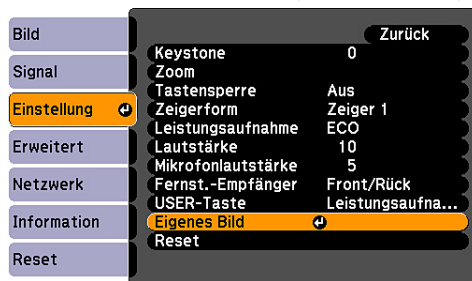 Bild
Signal
Einstellung
Erweitert
Netzwerk
Information
Reset
Zurück
Keystone 0
Zoom
Tastensperre Aus
Zeigerform Zeiger 1
Leistungsaufnahme ECO
Lautstärke 10
Mikrofonlautstärke 5
Fernst.-Empfänger Front/Rück
USER-Taste Leistungsaufna...
Eigenes Bild
Reset